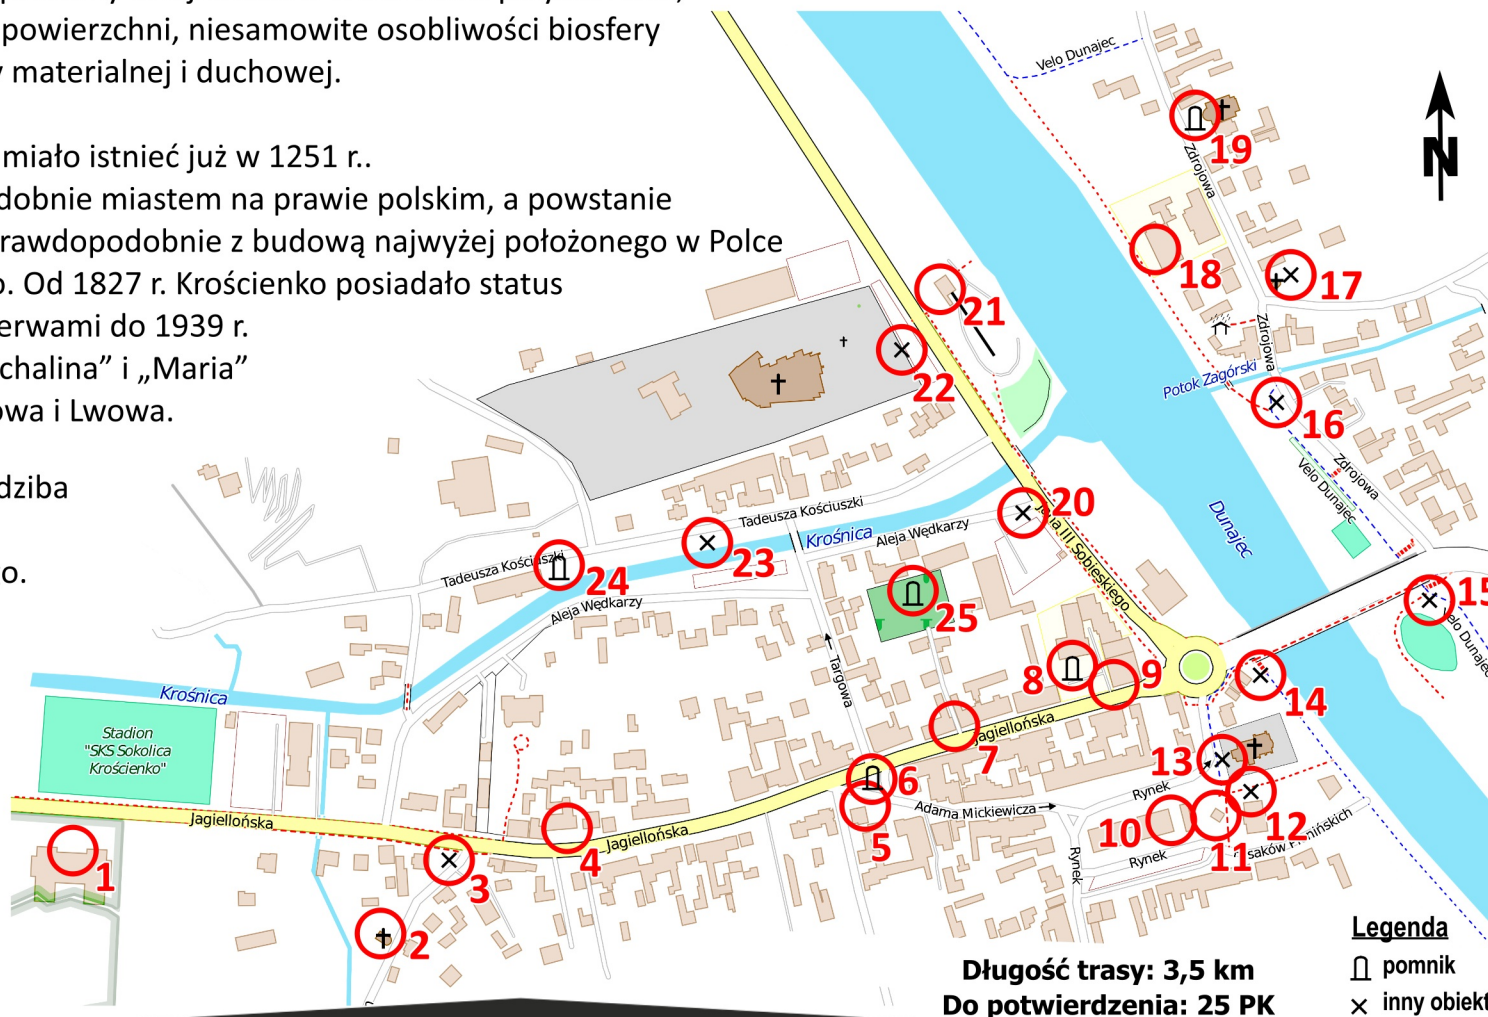 powierzchni, niesamowite osobliwości biosfery
materialnej i duchowej.
miało istnieć już w 1251 r..
dobnie miastem na prawie polskim, a powstanie
rawdopodobnie z budową najwyżej położonego w Polce
o. Od 1827 r. Krościenko posiadało status
erwami do 1939 r.
chalina” i „Maria”
owa i Lwowa.
dziba
o.
Velo Dunajec
N
19
Zdrojowa
18
17
21
22
Zdrojowa
Potok Zagórski
16
Zdrojowa
Velo Dunajec
Dunajec
20
Jana III Sobieskiego
Tadeusza Kościuszki
Krośnica
Aleja Wędkarzy
23
Tadeusza Kościuszki
24
Aleja Wędkarzy
25
15
Velo Dunajec
Targowa
8
9
14
Krośnica
Stadion
"SKS Sokolica
Krościenko"
Jagiellońska
7
13
6
Rynek
Adama Mickiewicza
Jagiellońska
Jagiellońska
10
11
12
5
4
Rynek
Rynek
1
3
2
Długość trasy: 3,5 km
Do potwierdzenia: 25 PK
Legenda
pomnik
inny obiekt